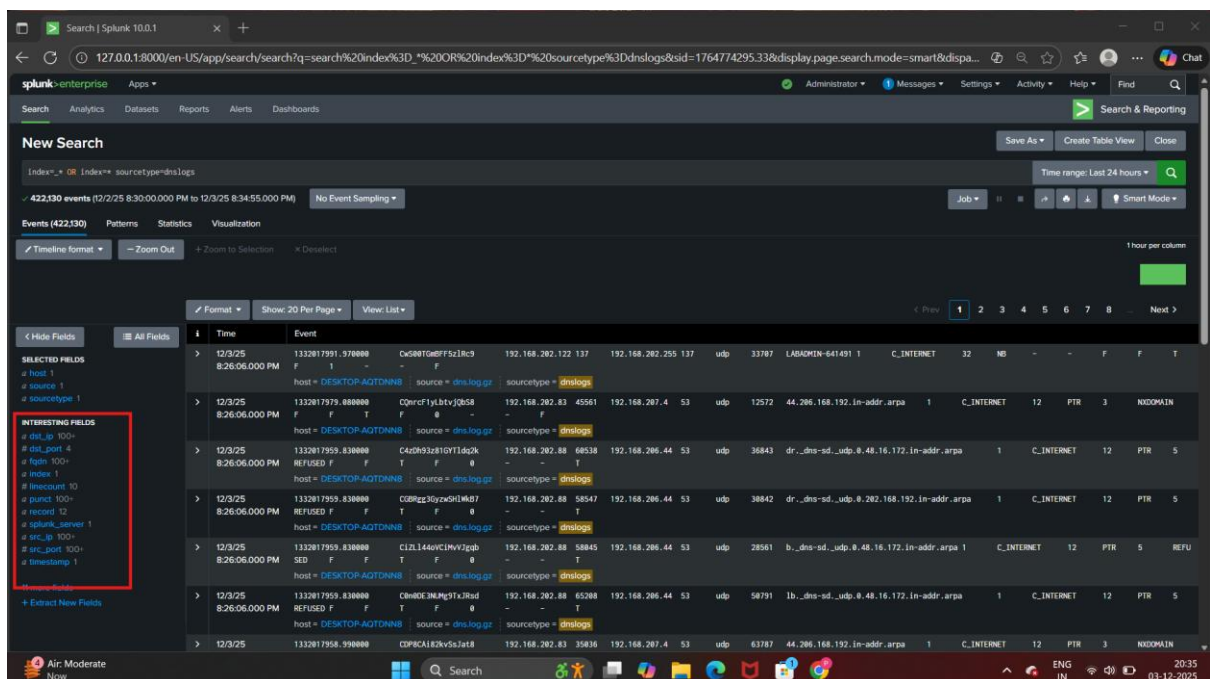 Search | Splunk 10.0.1
127.0.0.1:8000/en-US/app/search/search?q=search%20index%3D_*%20OR%20index%3D*%20sourcetype%3Ddnslogs&sid=1764774295.33&display.page.search.mode=smart&dispa...
Chat
splunk>enterprise Apps
Administrator 1 Messages Settings Activity Help Find
Search Analytics Datasets Reports Alerts Dashboards Search & Reporting
New Search Save As Create Table View Close
index=_* OR index=* sourcetype=dnslogs Time range: Last 24 hours
422,130 events (12/2/25 8:30:00.000 PM to 12/3/25 8:34:55.000 PM) No Event Sampling Job Smart Mode
Events (422,130) Patterns Statistics Visualization
Timeline format – Zoom Out + Zoom to Selection × Deselect 1 hour per column
Format Show: 20 Per Page View: List < Prev 1 2 3 4 5 6 7 8 ... Next >
< Hide Fields All Fields i Time Event
SELECTED FIELDS
a host 1
a source 1
a sourcetype 1
INTERESTING FIELDS
a dst_ip 100+
# dst_port 4
a fqdn 100+
a index 1
# linecount 10
a punct 100+
a record 12
a splunk_server 1
a src_ip 100+
# src_port 100+
a timestamp 1
+ Extract New Fields
> 12/3/25 1332017991.970000 CwS00TGmBFF5zlRc9 192.168.202.122 137 192.168.202.255 137 udp 33707 LABADMIN-641491 1 C_INTERNET 32 NB - - F F T
8:26:06.000 PM F 1 - - F
host = DESKTOP-AQTDNN8 source = dns.log.gz sourcetype = dnslogs
> 12/3/25 1332017979.080000 CQnrcF1yLbtvjQbS8 192.168.202.83 45561 192.168.207.4 53 udp 12572 44.206.168.192.in-addr.arpa 1 C_INTERNET 12 PTR 3 NXDOMAIN
8:26:06.000 PM F F T F 0 - - F
host = DESKTOP-AQTDNN8 source = dns.log.gz sourcetype = dnslogs
> 12/3/25 1332017959.830000 C4zDh93z81GYTldq2k 192.168.202.88 60538 192.168.206.44 53 udp 36843 dr._dns-sd._udp.0.48.16.172.in-addr.arpa 1 C_INTERNET 12 PTR 5
8:26:06.000 PM REFUSED F F T F 0 - - T
host = DESKTOP-AQTDNN8 source = dns.log.gz sourcetype = dnslogs
> 12/3/25 1332017959.830000 CGBRgg3GyzwSHlWkB7 192.168.202.88 58547 192.168.206.44 53 udp 30842 dr._dns-sd._udp.0.202.168.192.in-addr.arpa 1 C_INTERNET 12 PTR 5
8:26:06.000 PM REFUSED F F T F 0 - - T
host = DESKTOP-AQTDNN8 source = dns.log.gz sourcetype = dnslogs
> 12/3/25 1332017959.830000 CiZLl44oVCiMvVJgqb 192.168.202.88 58045 192.168.206.44 53 udp 28561 b._dns-sd._udp.0.48.16.172.in-addr.arpa 1 C_INTERNET 12 PTR 5 REFU
8:26:06.000 PM SED F F T F 0 - - T
host = DESKTOP-AQTDNN8 source = dns.log.gz sourcetype = dnslogs
> 12/3/25 1332017959.830000 C0n0DE3NUMg9TxJRsd 192.168.202.88 65208 192.168.206.44 53 udp 50791 lb._dns-sd._udp.0.48.16.172.in-addr.arpa 1 C_INTERNET 12 PTR 5
8:26:06.000 PM REFUSED F F T F 0 - - T
host = DESKTOP-AQTDNN8 source = dns.log.gz sourcetype = dnslogs
> 12/3/25 1332017958.990000 CDP8CAi82kvSsJat8 192.168.202.83 35036 192.168.207.4 53 udp 63787 44.206.168.192.in-addr.arpa 1 C_INTERNET 12 PTR 3 NXDOMAIN
4 Air: Moderate
Now
Search
ENG
IN
20:35
03-12-2025